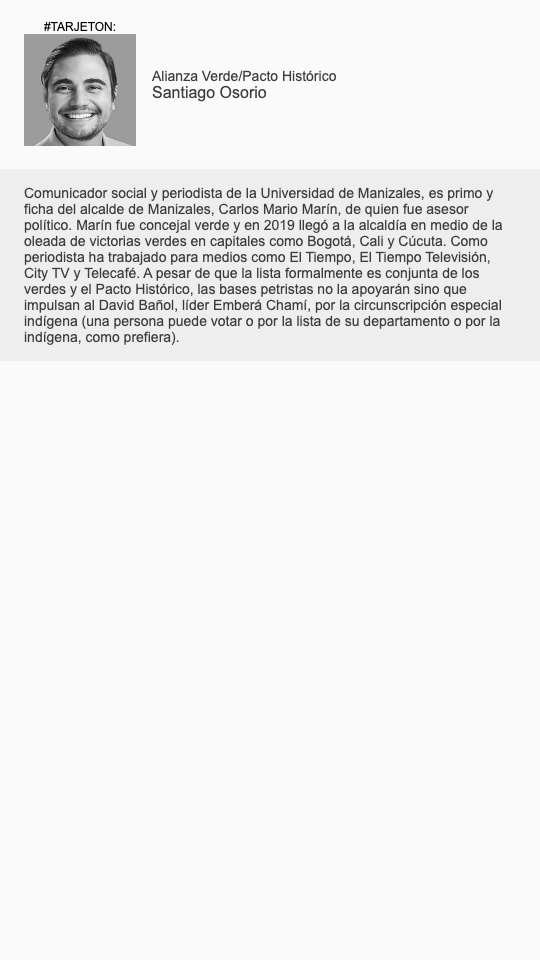 #TARJETON:
Alianza Verde/Pacto Histórico
Santiago Osorio
Comunicador social y periodista de la Universidad de Manizales, es primo y
ficha del alcalde de Manizales, Carlos Mario Marín, de quien fue asesor
político. Marín fue concejal verde y en 2019 llegó a la alcaldía en medio de la
oleada de victorias verdes en capitales como Bogotá, Cali y Cúcuta. Como
periodista ha trabajado para medios como El Tiempo, El Tiempo Televisión,
City TV y Telecafé. A pesar de que la lista formalmente es conjunta de los
verdes y el Pacto Histórico, las bases petristas no la apoyarán sino que
impulsan al David Bañol, líder Emberá Chamí, por la circunscripción especial
indígena (una persona puede votar o por la lista de su departamento o por la
indígena, como prefiera).